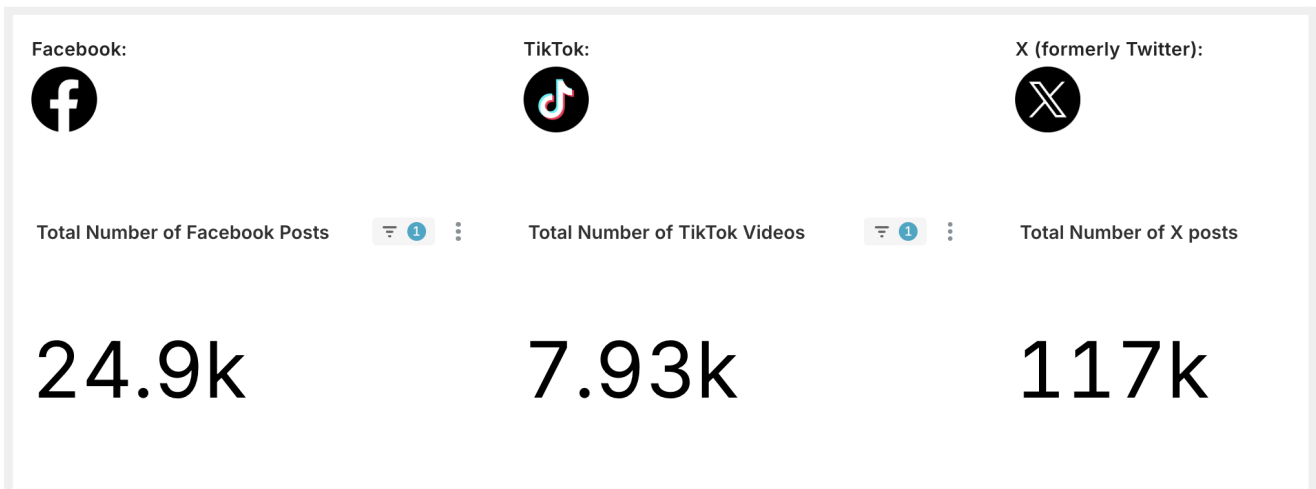 Facebook:
TikTok:
X (formerly Twitter):
Total Number of Facebook Posts
1
Total Number of TikTok Videos
1
Total Number of X posts
24.9k
7.93k
117k